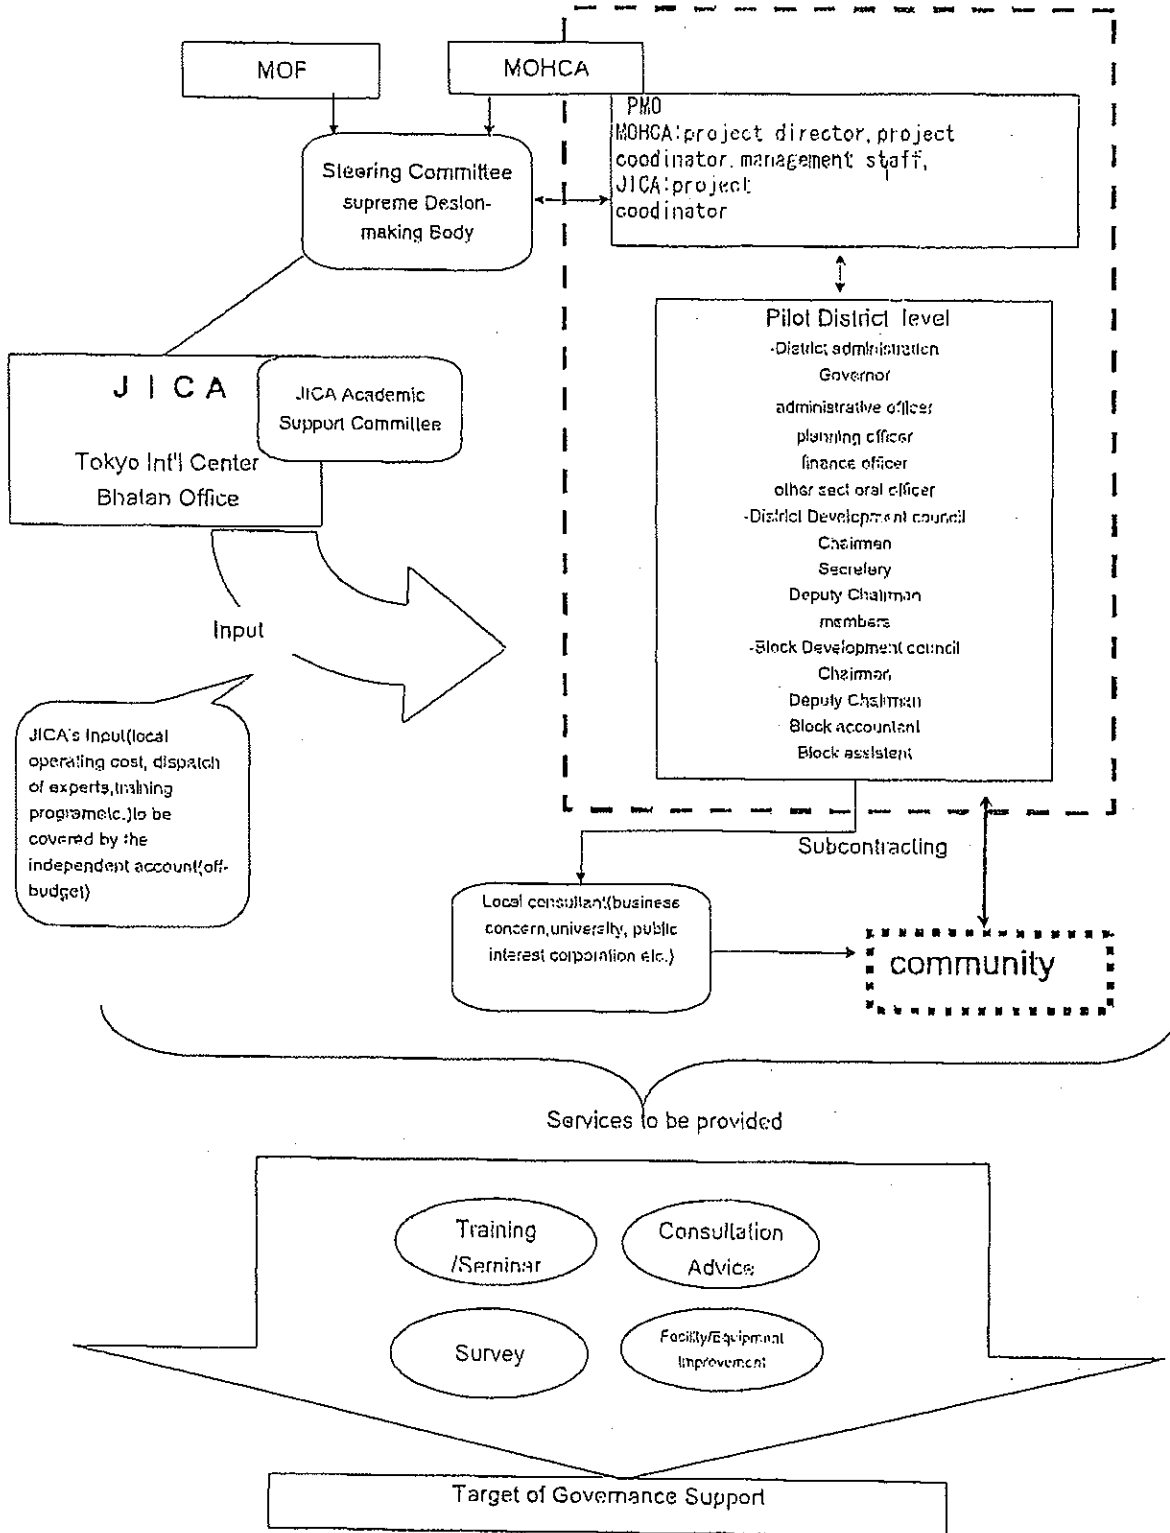 MOF
MOHCA
PMO
MOHCA:project director, project
coodinator. management staff,
JICA:project
coodinator
Steering Committee
supreme Desion-
making Body
Pilot District level
-District administration
Governor
administrative officer
planning officer
finance officer
other sect oral officer
-District Development council
Chairman
Secretary
Deputy Chairman
members
-Block Development council
Chairman
Deputy Chairman
Block accountant
Block assistent
J I C A
Tokyo Int'l Center
Bhatan Office
JICA Academic
Support Committee
Input
JICA's Input(local
operating cost, dispatch
of experts,training
programetc.)to be
covered by the
independent account(off-
budget)
Subcontracting
Local consultant(business
concern,university, public
interest corporation etc.)
community
Services to be provided
Training
/Seminar
Consultation
Advice
Survey
Facility/Equipment
Improvement
Target of Governance Support